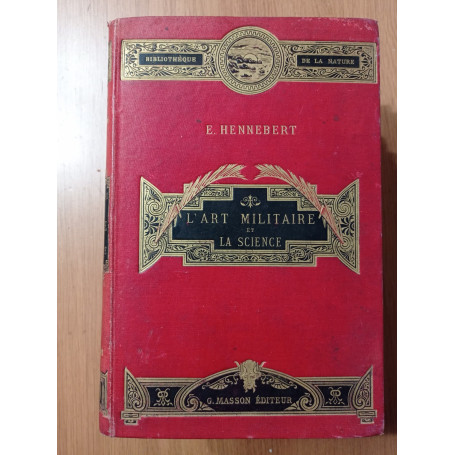 BIBLIOTHÈQUE DE LA NATURE
E. HENNEBERT
L'ART MILITAIRE
ET
LA SCIENCE
G. MASSON ÉDITEUR